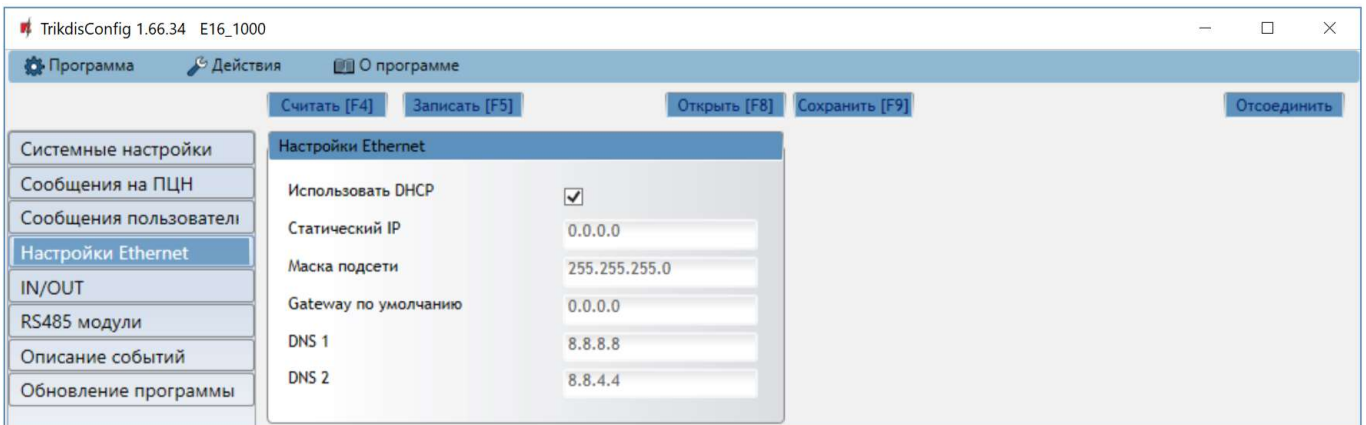 TrikdisConfig 1.66.34 E16_1000
Программа Действия О программе
Считать [F4] Записать [F5] Открыть [F8] Сохранить [F9] Отсоединить
Системные настройки
Сообщения на ПЦН
Сообщения пользовател
Настройки Ethernet
IN/OUT
RS485 модули
Описание событий
Обновление программы
Настройки Ethernet
Использовать DHCP
Статический IP 0.0.0.0
Маска подсети 255.255.255.0
Gateway по умолчанию 0.0.0.0
DNS 1 8.8.8.8
DNS 2 8.8.4.4